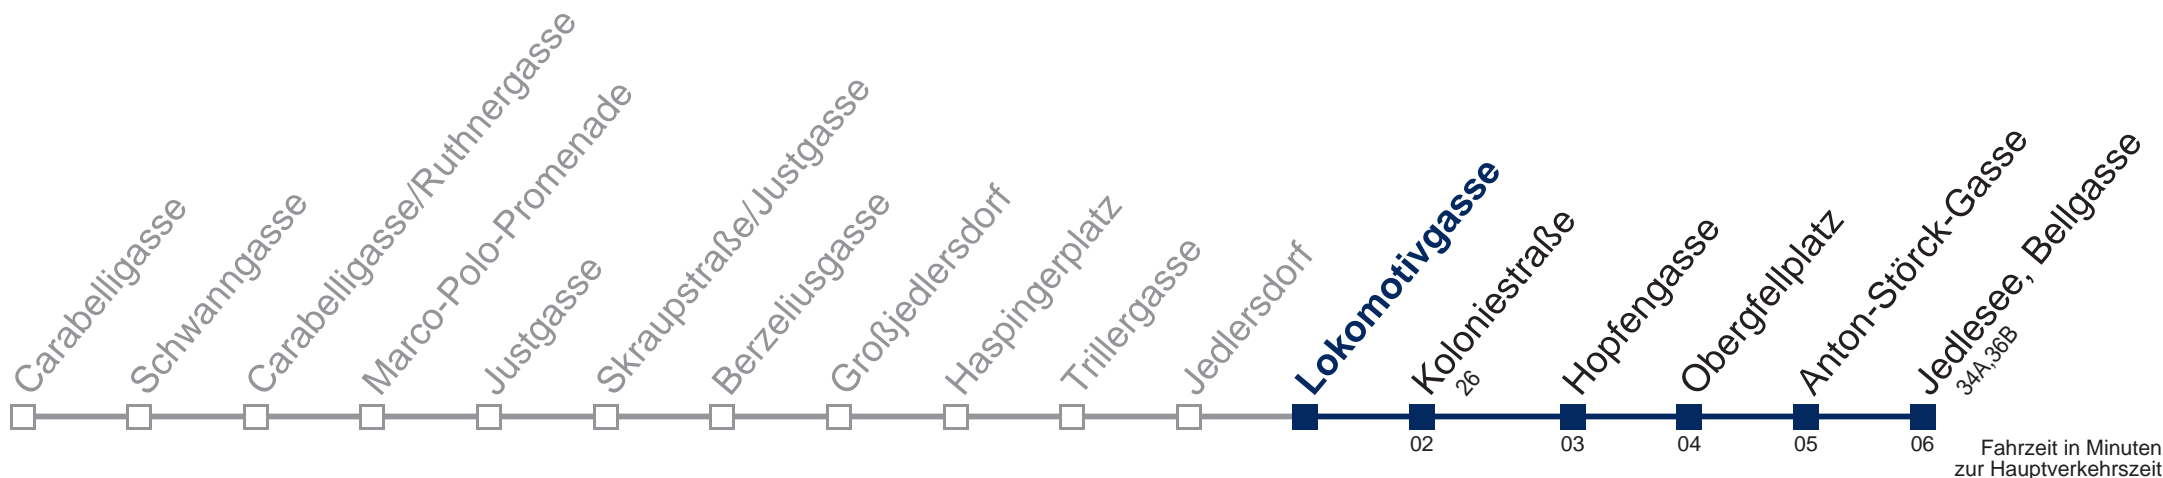 Carabelligasse
Schwanngasse
Carabelligasse/Ruthnergasse
Marco-Polo-Promenade
Justgasse
Skraupstraße/Justgasse
Berzeliusgasse
Großjedlersdorf
Haspingerplatz
Trillergasse
Jedlersdorf
Lokomotivgasse
Koloniestraße
26
Hopfengasse
Obergfellplatz
Anton-Störck-Gasse
Jedlesee, Bellgasse
34A,36B
02 03 04 05 06
Fahrzeit in Minuten
zur Hauptverkehrszeit